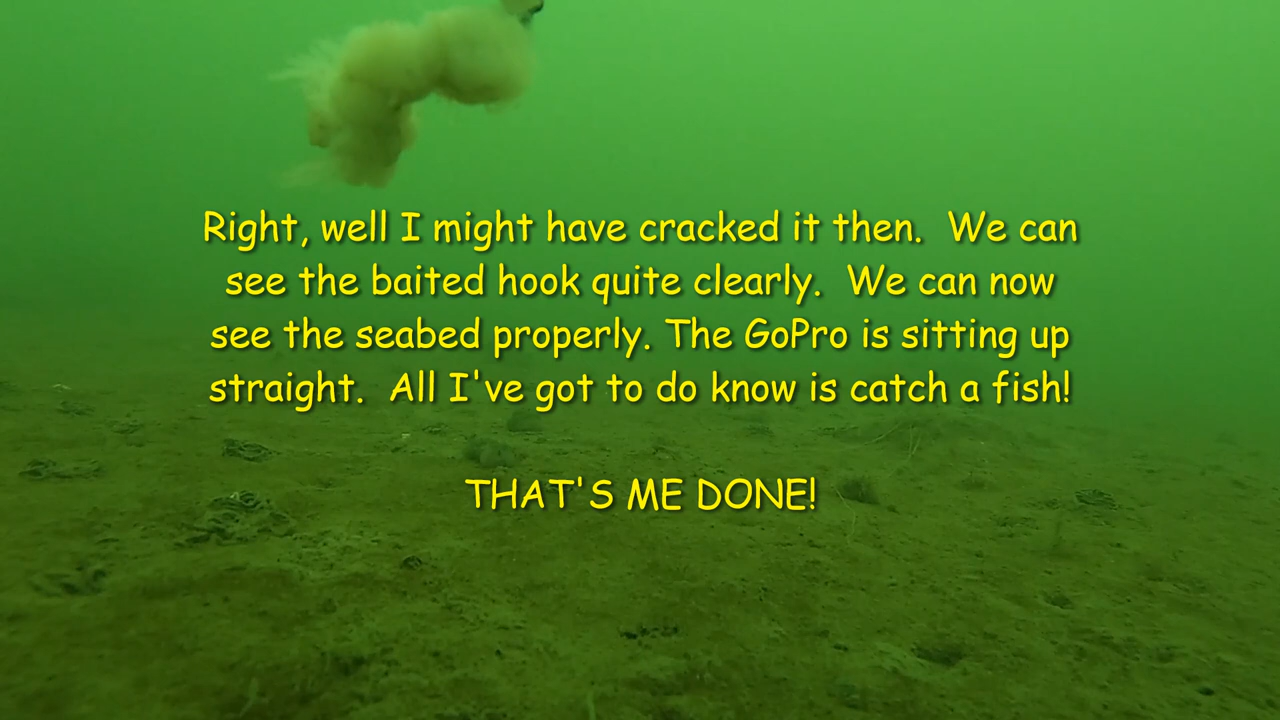 Right, well I might have cracked it then.  We can
see the baited hook quite clearly.  We can now
see the seabed properly. The GoPro is sitting up
straight.  All I've got to do know is catch a fish!
THAT'S ME DONE!